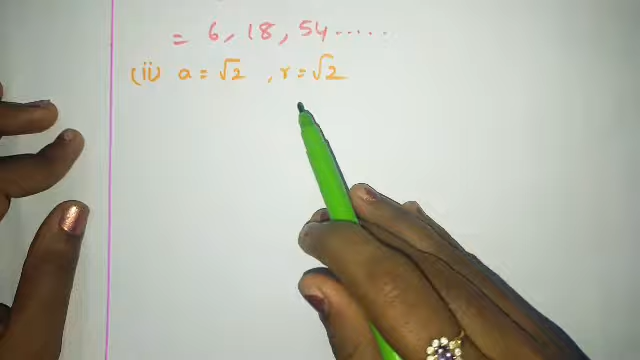 = 6, 18, 54.....
(ii) a = √2 , r = √2